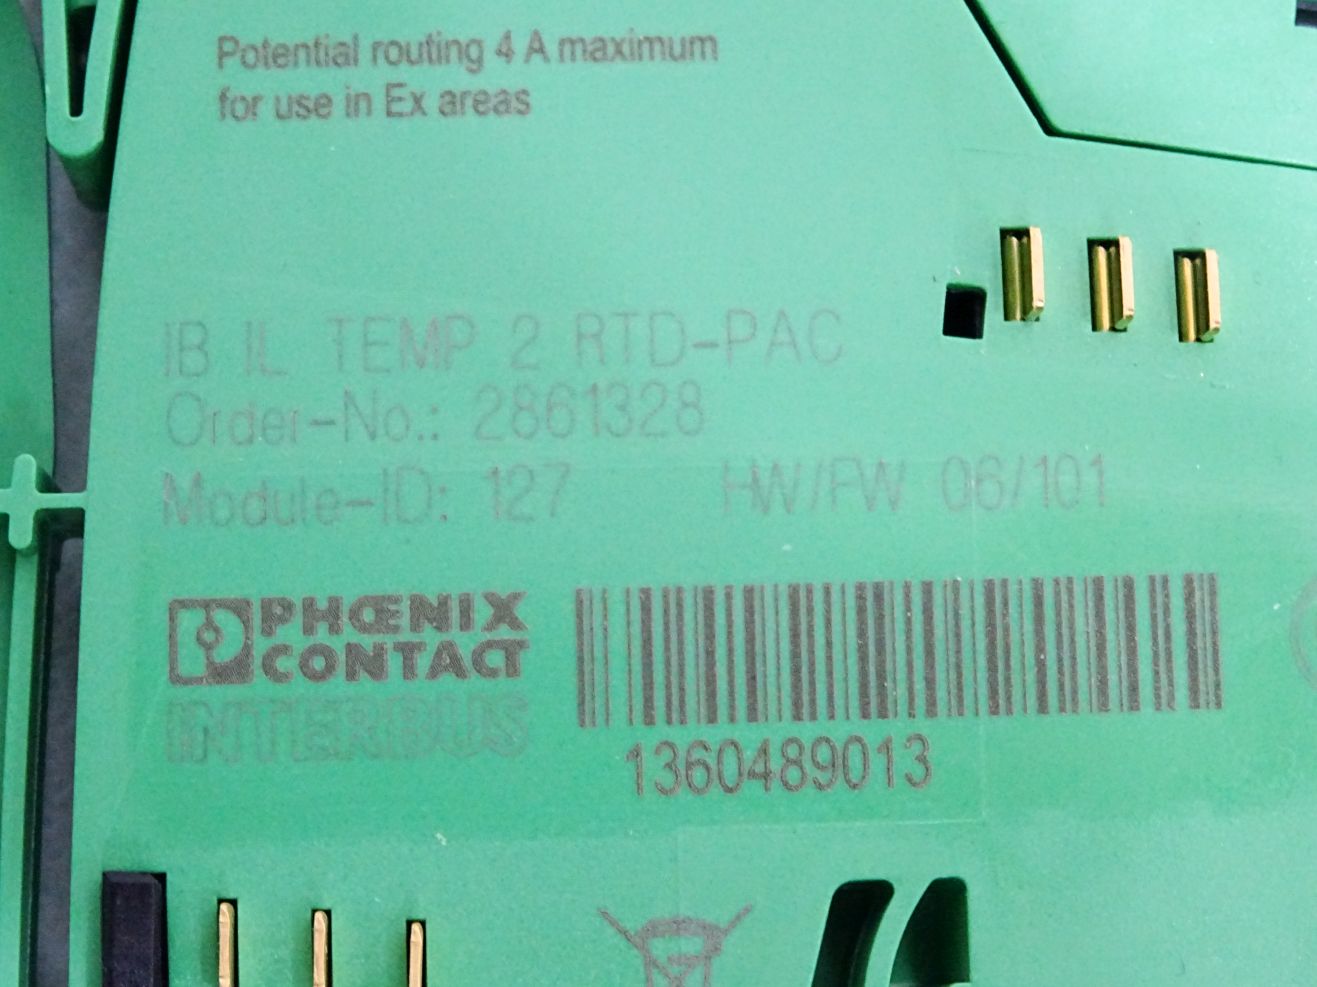 Potential routing 4 A maximum
for use in Ex areas
IB IL TEMP 2 RTD-PAC
Order-No.: 2861328
Module-ID: 127 HW/FW 06/101
PHŒNIX
CONTACT
INTERBUS
1360489013